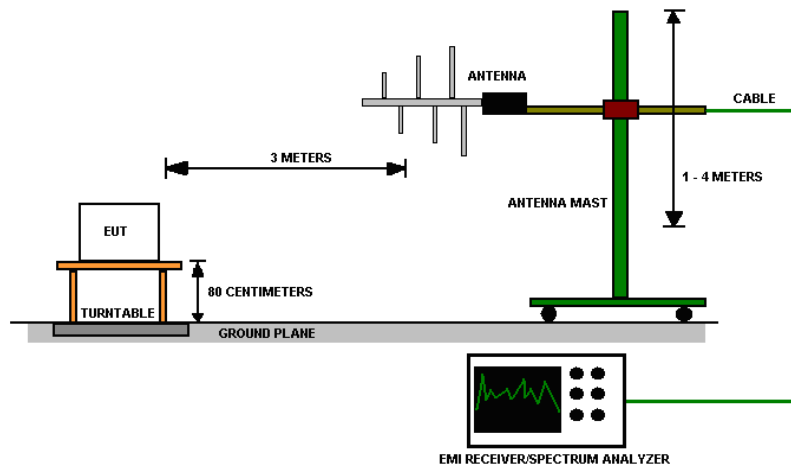 ANTENNA
CABLE
3 METERS
1 - 4 METERS
ANTENNA MAST
EUT
80 CENTIMETERS
TURNTABLE
GROUND PLANE
EMI RECEIVER/SPECTRUM ANALYZER